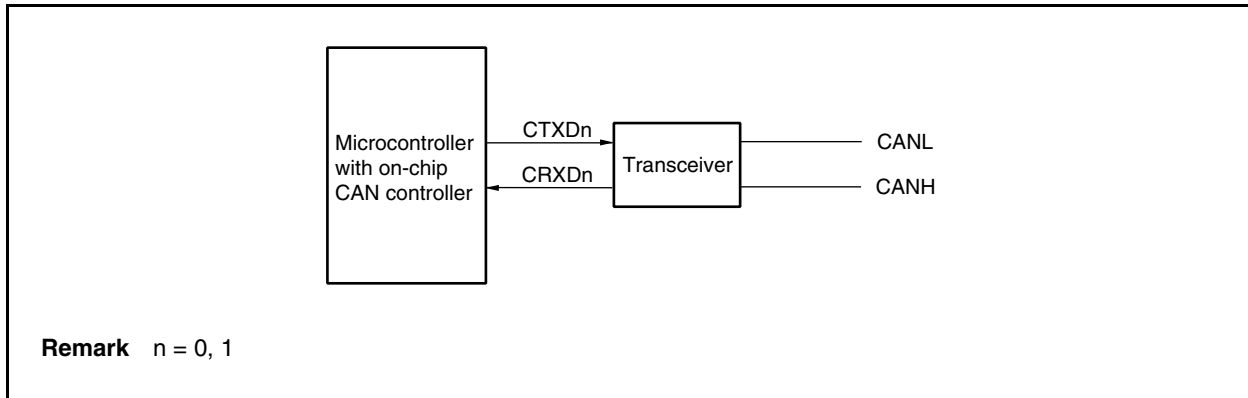 Microcontroller
with on-chip
CAN controller
CTXDn
CRXDn
Transceiver
CANL
CANH
Remark n = 0, 1